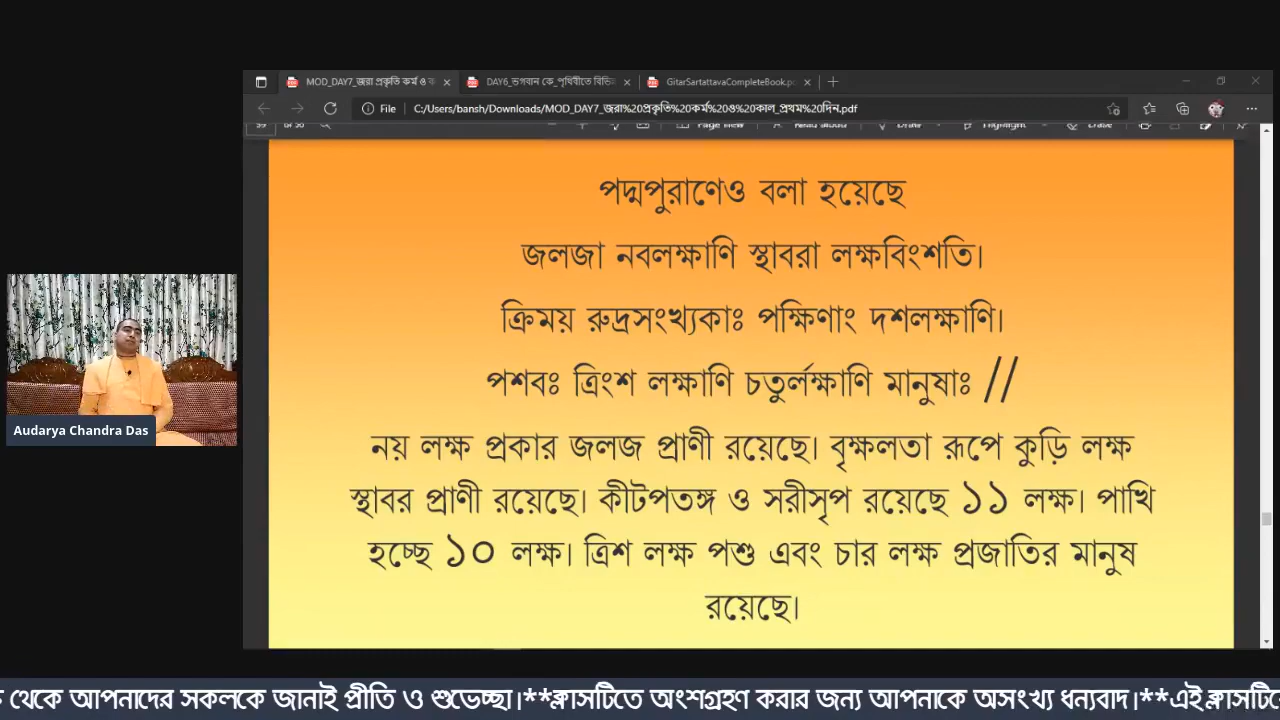 MOD_DAY7_জরা প্রকৃতি কর্ম ও ক
DAY6_ভগবান কে_পৃথিবীতে বিভি
GitarSartattavaCompleteBook.p
File C:/Users/bansh/Downloads/MOD_DAY7_জরা%20প্রকৃতি%20কর্ম%20ও%20কাল_প্রথম%20দিন.pdf
পদ্মপুরাণেও বলা হয়েছে
জলজা নবলক্ষাণি স্থাবরা লক্ষবিংশতি।
ক্রিময় রুদ্রসংখ্যকাঃ পক্ষিণাং দশলক্ষাণি।
পশবঃ ত্রিংশ লক্ষাণি চতুর্লক্ষাণি মানুষাঃ //
নয় লক্ষ প্রকার জলজ প্রাণী রয়েছে। বৃক্ষলতা রূপে কুড়ি লক্ষ
স্থাবর প্রাণী রয়েছে। কীটপতঙ্গ ও সরীসৃপ রয়েছে ১১ লক্ষ। পাখি
হচ্ছে ১০ লক্ষ। ত্রিশ লক্ষ পশু এবং চার লক্ষ প্রজাতির মানুষ
রয়েছে।
Audarya Chandra Das
থেকে আপনাদের সকলকে জানাই প্রীতি ও শুভেচ্ছা।**ক্লাসটিতে অংশগ্রহণ করার জন্য আপনাকে অসংখ্য ধন্যবাদ।**এই ক্লাসটি